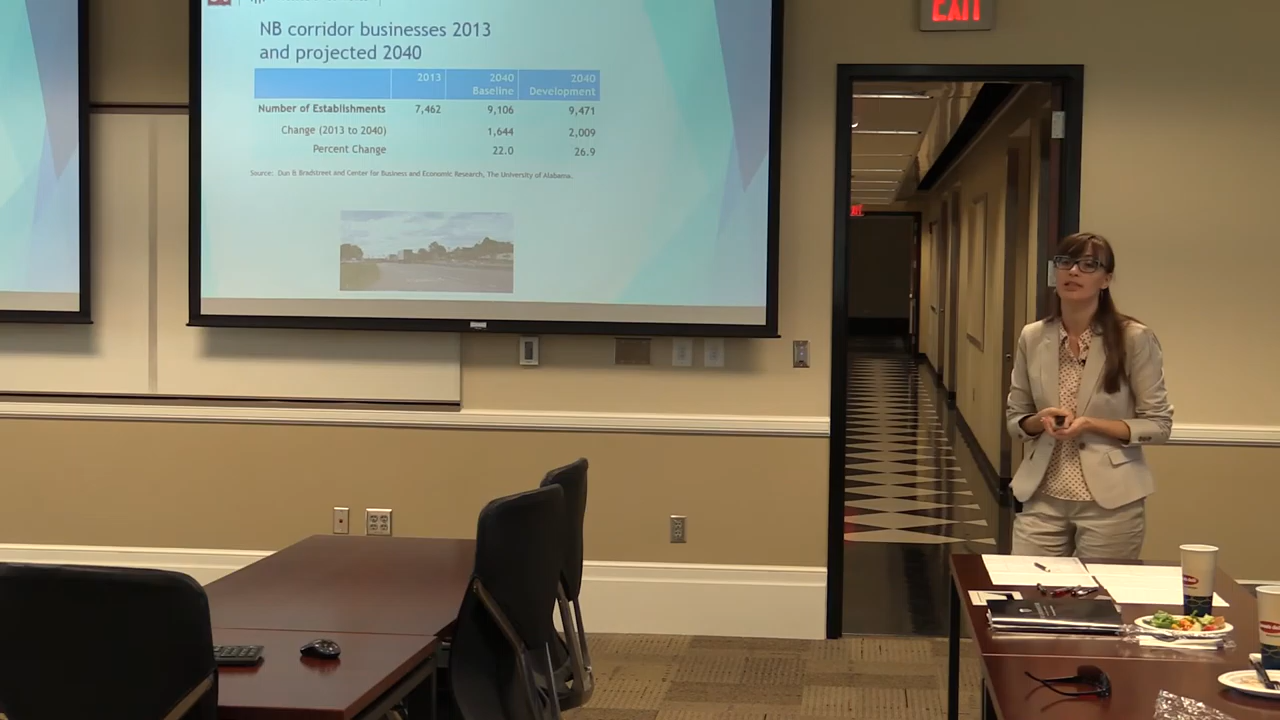 EXIT
NB corridor businesses 2013
and projected 2040
2013 2040 Baseline 2040 Development
Number of Establishments 7,462 9,106 9,471
Change (2013 to 2040) 1,644 2,009
Percent Change 22.0 26.9
Source: Dun & Bradstreet and Center for Business and Economic Research, The University of Alabama.